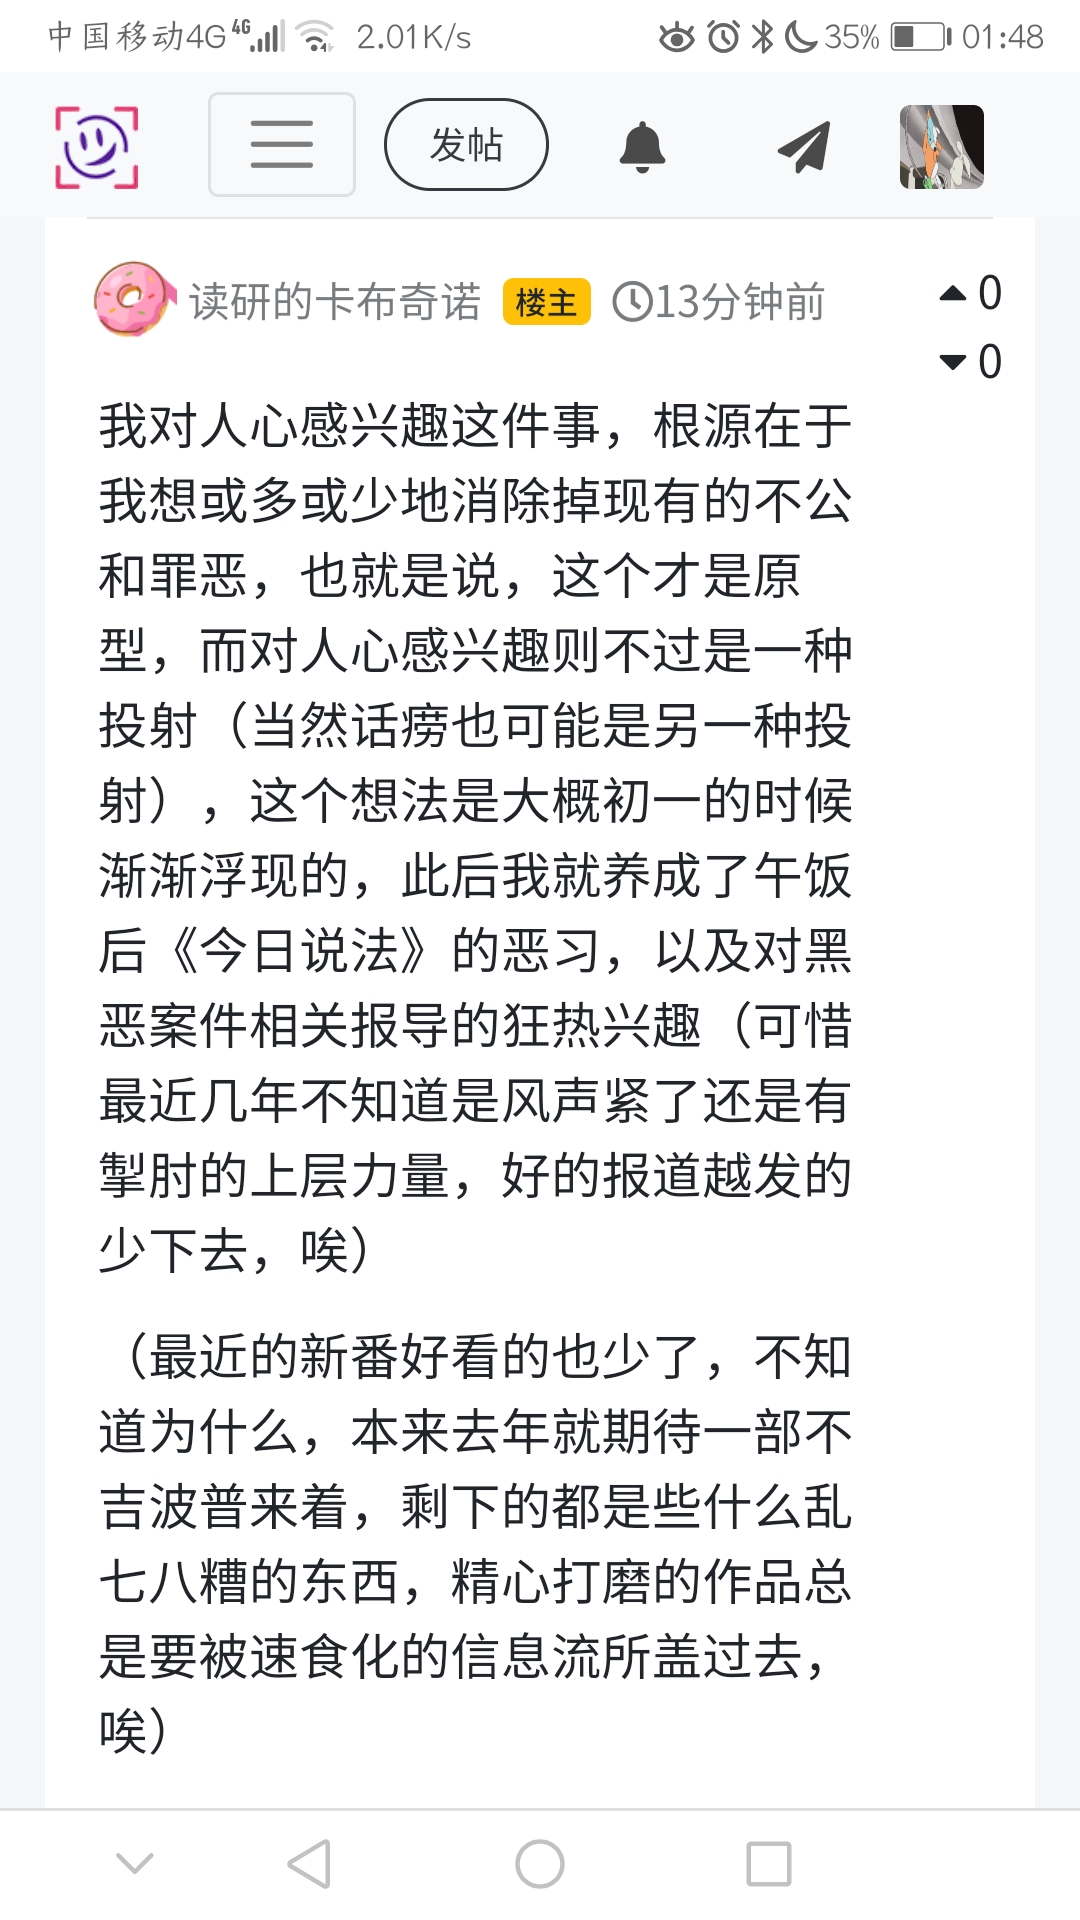 中国移动4G 4G 2.01K/s 35% 01:48
发帖
读研的卡布奇诺 楼主 13分钟前 0
0
我对人心感兴趣这件事，根源在于
我想或多或少地消除掉现有的不公
和罪恶，也就是说，这个才是原
型，而对人心感兴趣则不过是一种
投射（当然话痨也可能是另一种投
射），这个想法是大概初一的时候
渐渐浮现的，此后我就养成了午饭
后《今日说法》的恶习，以及对黑
恶案件相关报导的狂热兴趣（可惜
最近几年不知道是风声紧了还是有
掣肘的上层力量，好的报道越发的
少下去，唉）
（最近的新番好看的也少了，不知
道为什么，本来去年就期待一部不
吉波普来着，剩下的都是些什么乱
七八糟的东西，精心打磨的作品总
是要被速食化的信息流所盖过去，
唉）